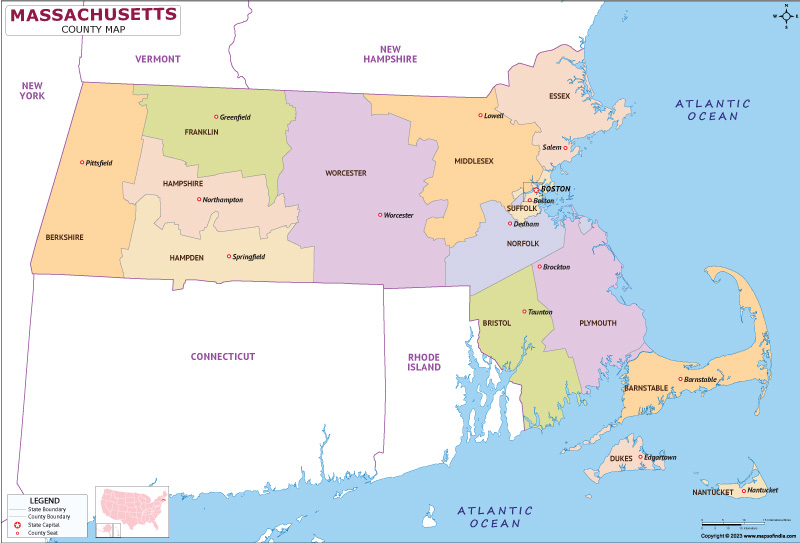 MASSACHUSETTS
COUNTY MAP
N
W
E
S
VERMONT
NEW
HAMPSHIRE
NEW
YORK
ATLANTIC
OCEAN
ESSEX
Lowell
Greenfield
FRANKLIN
Salem
Pittsfield
MIDDLESEX
WORCESTER
HAMPSHIRE
BOSTON
Boston
Northampton
SUFFOLK
Worcester
Dedham
BERKSHIRE
NORFOLK
HAMPDEN
Springfield
Brockton
Taunton
BRISTOL
PLYMOUTH
CONNECTICUT
RHODE
ISLAND
Barnstable
BARNSTABLE
DUKES
Edgartown
NANTUCKET
Nantucket
LEGEND
State Boundary
County Boundary
State Capital
County Seat
ATLANTIC
OCEAN
Copyright © 2023 www.mapsofindia.com